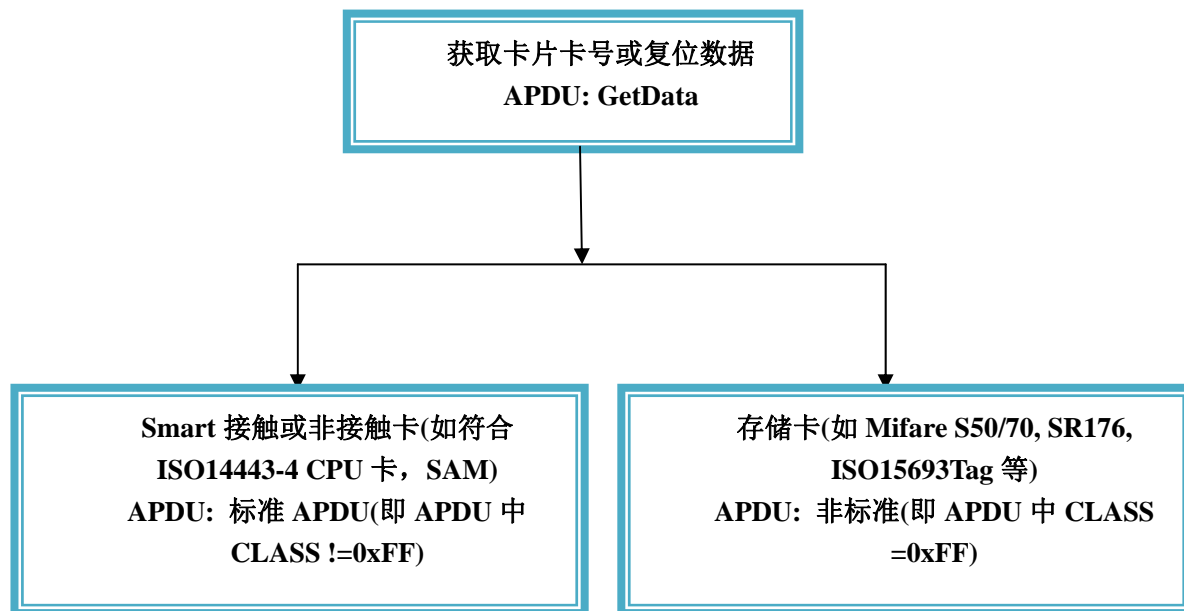 获取卡片卡号或复位数据
APDU: GetData
Smart 接触或非接触卡(如符合
ISO14443-4 CPU 卡，SAM)
APDU: 标准 APDU(即 APDU 中
CLASS !=0xFF)
存储卡(如 Mifare S50/70, SR176,
ISO15693Tag 等)
APDU: 非标准(即 APDU 中 CLASS
=0xFF)